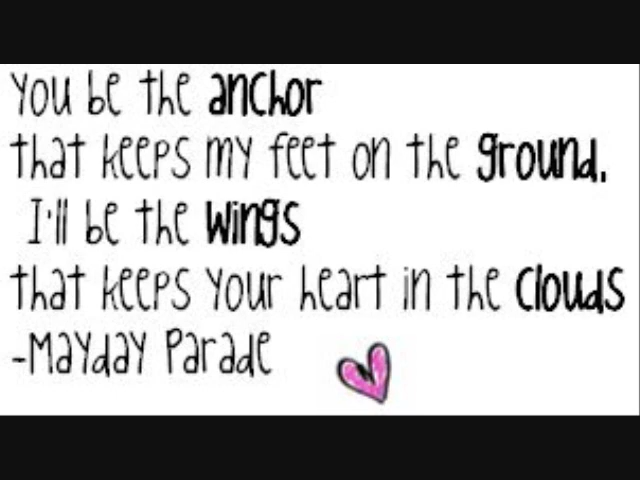 You be the anchor
that keeps my feet on the ground.
I'll be the wings
that keeps your heart in the clouds
-Mayday Parade